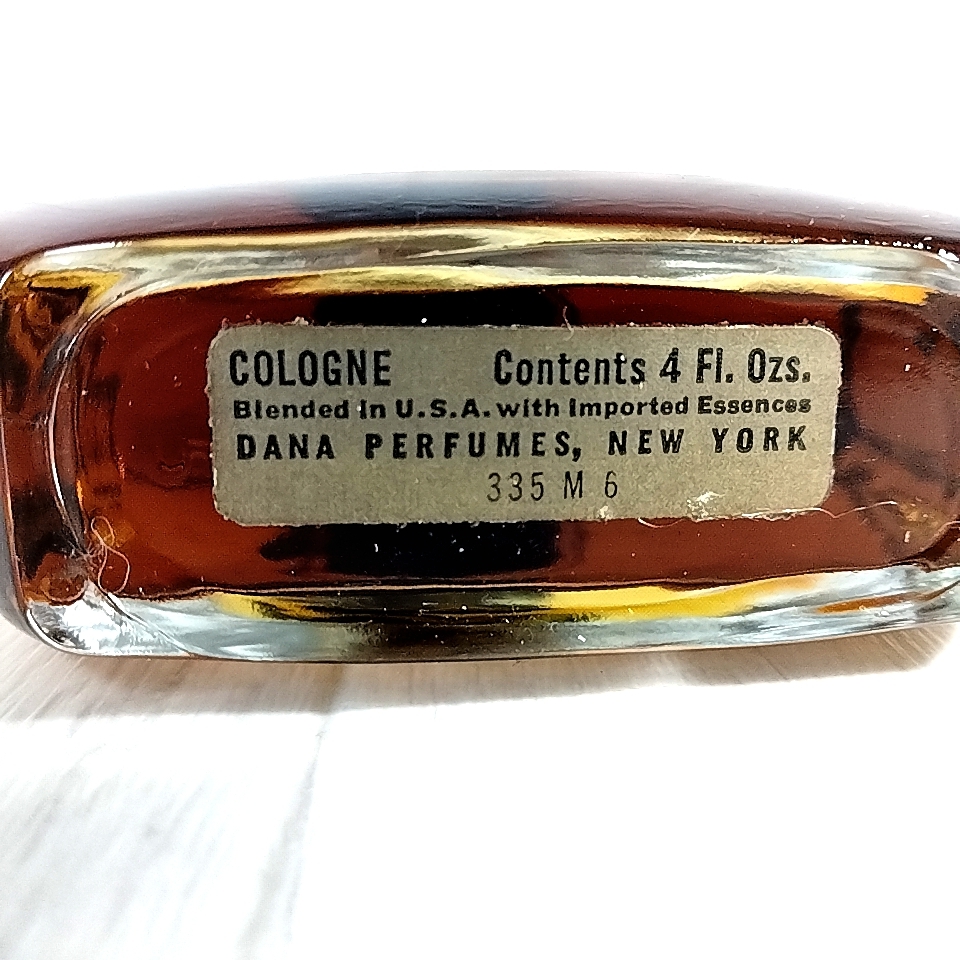 COLOGNE Contents 4 Fl. Ozs.
Blended in U.S.A. with Imported Essences
DANA PERFUMES, NEW YORK
335 M 6